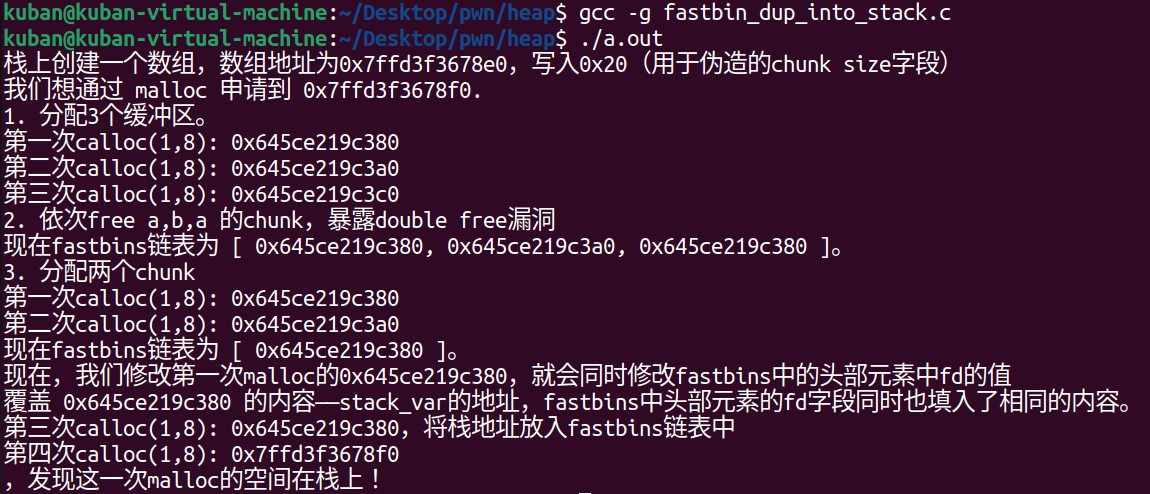 kuban@kuban-virtual-machine:~/Desktop/pwn/heap$ gcc -g fastbin_dup_into_stack.c
kuban@kuban-virtual-machine:~/Desktop/pwn/heap$ ./a.out
栈上创建一个数组，数组地址为0x7ffd3f3678e0，写入0x20（用于伪造的chunk size字段）
我们想通过 malloc 申请到 0x7ffd3f3678f0.
1. 分配3个缓冲区。
第一次calloc(1,8): 0x645ce219c380
第二次calloc(1,8): 0x645ce219c3a0
第三次calloc(1,8): 0x645ce219c3c0
2. 依次free a,b,a 的chunk，暴露double free漏洞
现在fastbins链表为 [ 0x645ce219c380, 0x645ce219c3a0, 0x645ce219c380 ]。
3. 分配两个chunk
第一次calloc(1,8): 0x645ce219c380
第二次calloc(1,8): 0x645ce219c3a0
现在fastbins链表为 [ 0x645ce219c380 ]。
现在，我们修改第一次malloc的0x645ce219c380，就会同时修改fastbins中的头部元素中fd的值
覆盖 0x645ce219c380 的内容——stack_var的地址，fastbins中头部元素的fd字段同时也填入了相同的内容。
第三次calloc(1,8): 0x645ce219c380，将栈地址放入fastbins链表中
第四次calloc(1,8): 0x7ffd3f3678f0
，发现这一次malloc的空间在栈上！